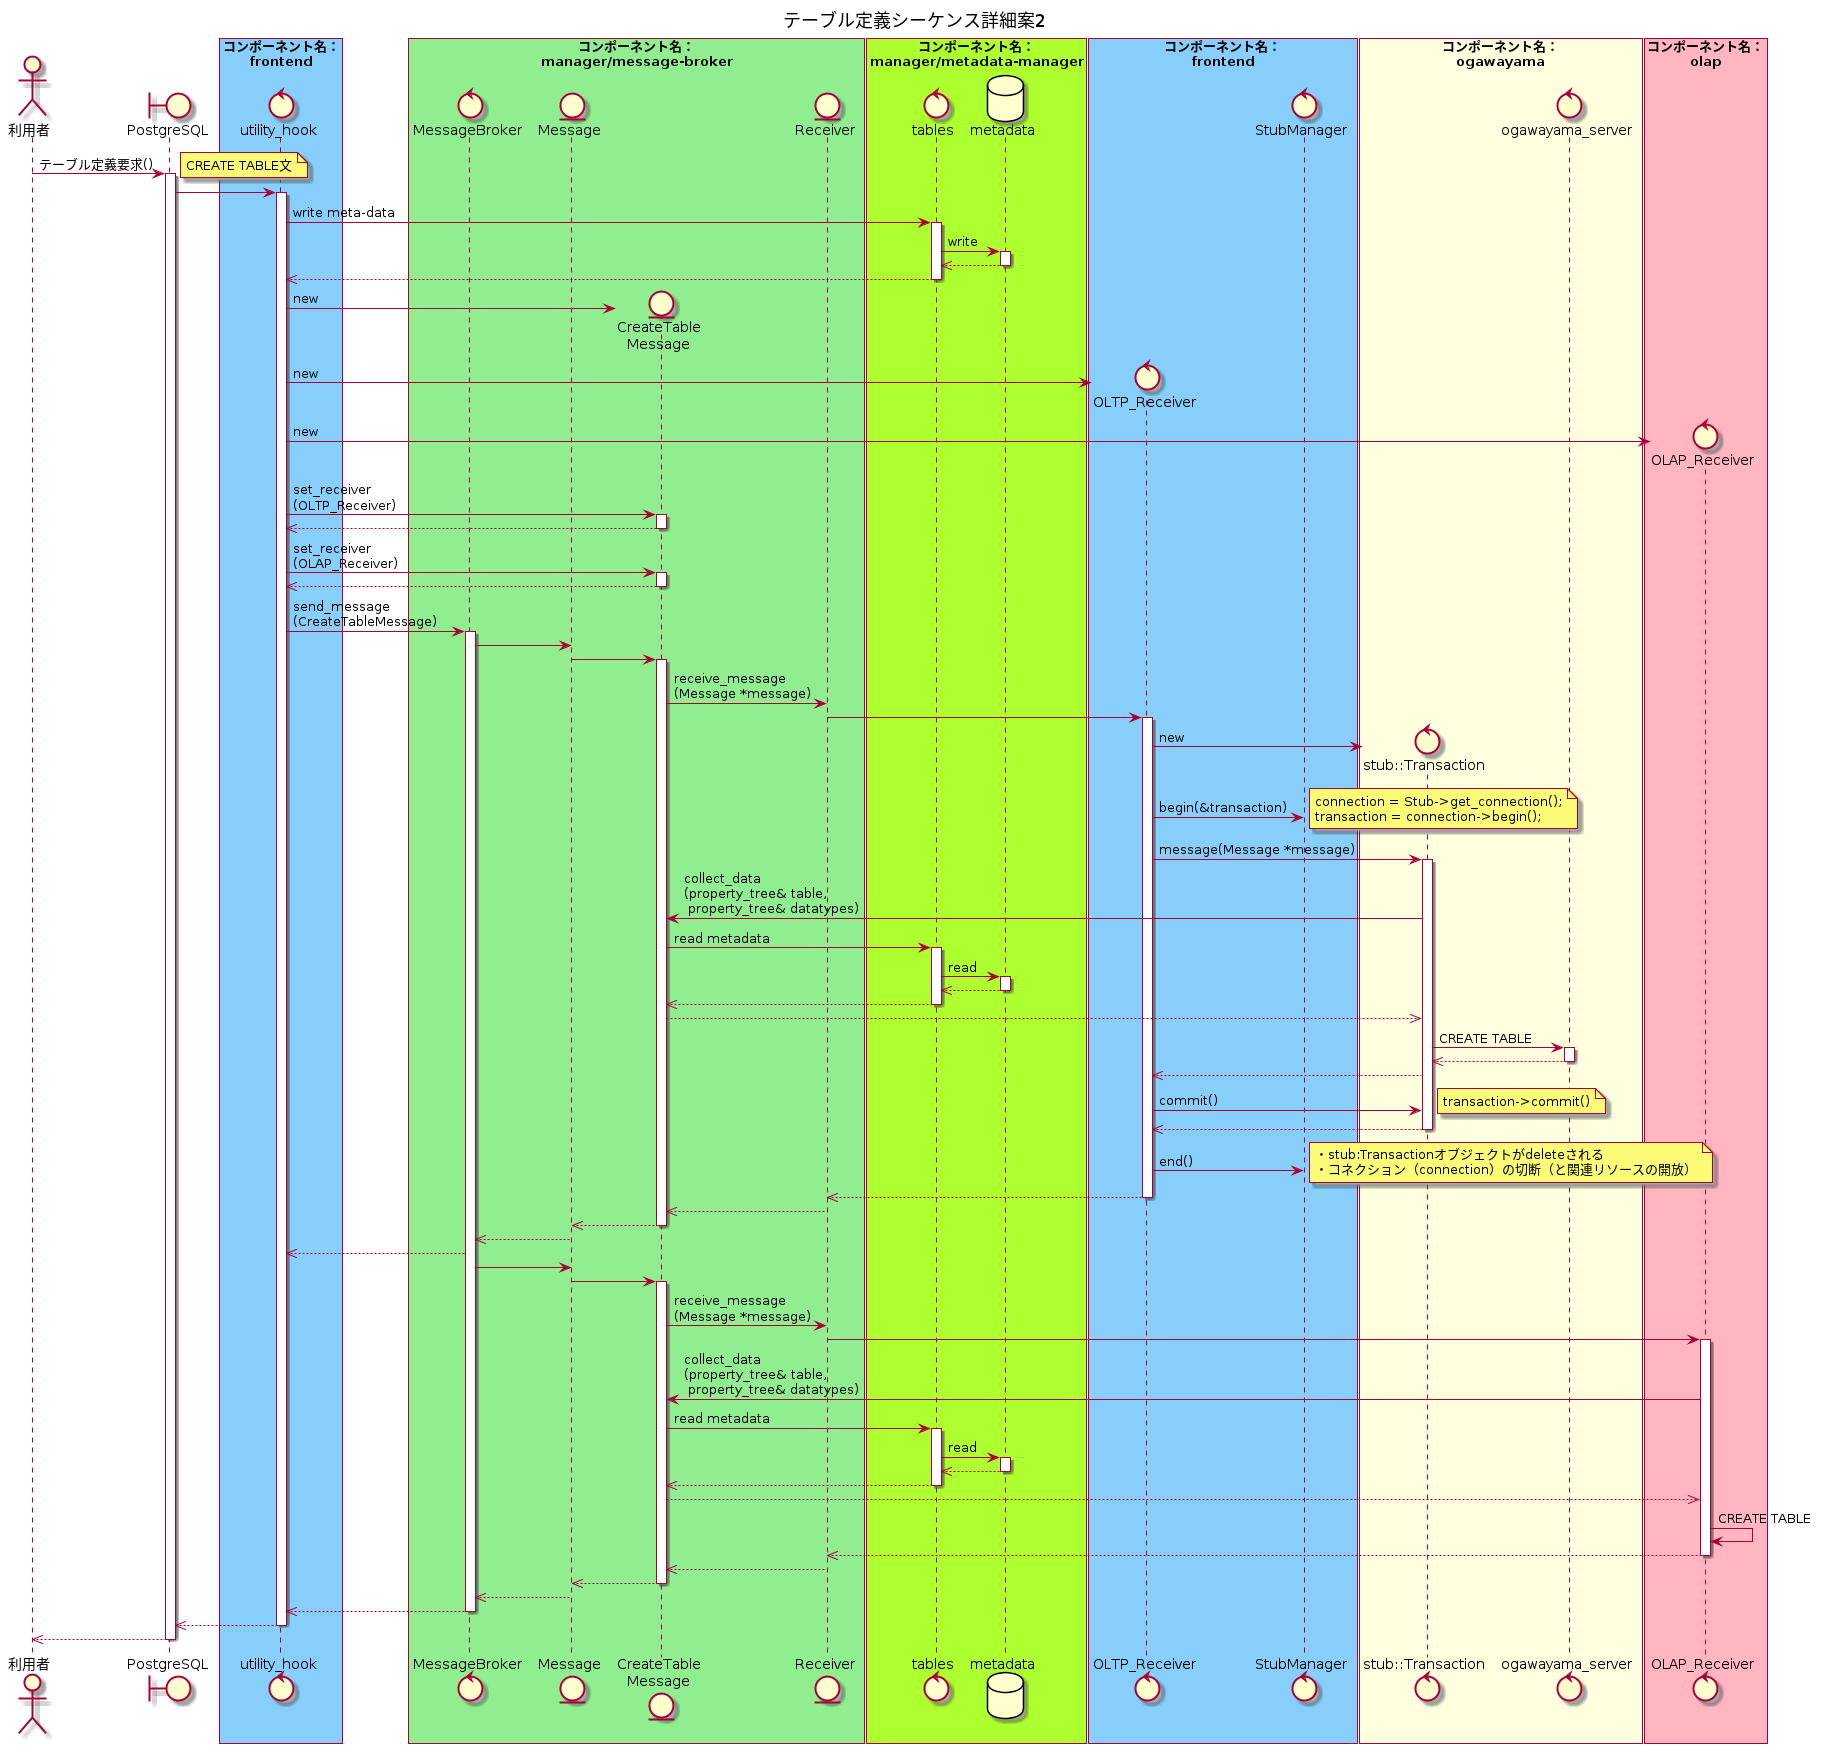 テーブル定義シーケンス詳細案2
コンポーネント名：
frontend
コンポーネント名：
manager/message-broker
コンポーネント名：
manager/metadata-manager
コンポーネント名：
frontend
コンポーネント名：
ogawayama
コンポーネント名：
olap
利用者
PostgreSQL
utility_hook
MessageBroker
Message
Receiver
tables
metadata
StubManager
ogawayama_server
テーブル定義要求()
CREATE TABLE文
write meta-data
write
new
CreateTable
Message
new
OLTP_Receiver
new
OLAP_Receiver
set_receiver
(OLTP_Receiver)
set_receiver
(OLAP_Receiver)
send_message
(CreateTableMessage)
receive_message
(Message *message)
new
stub::Transaction
begin(&transaction)
connection = Stub->get_connection();
transaction = connection->begin();
message(Message *message)
collect_data
(property_tree& table,
property_tree& datatypes)
read metadata
read
CREATE TABLE
commit()
transaction->commit()
end()
・stub:Transactionオブジェクトがdeleteされる
・コネクション（connection）の切断（と関連リソースの開放）
receive_message
(Message *message)
collect_data
(property_tree& table,
property_tree& datatypes)
read metadata
read
CREATE TABLE
利用者
PostgreSQL
utility_hook
MessageBroker
Message
CreateTable
Message
Receiver
tables
metadata
OLTP_Receiver
StubManager
stub::Transaction
ogawayama_server
OLAP_Receiver